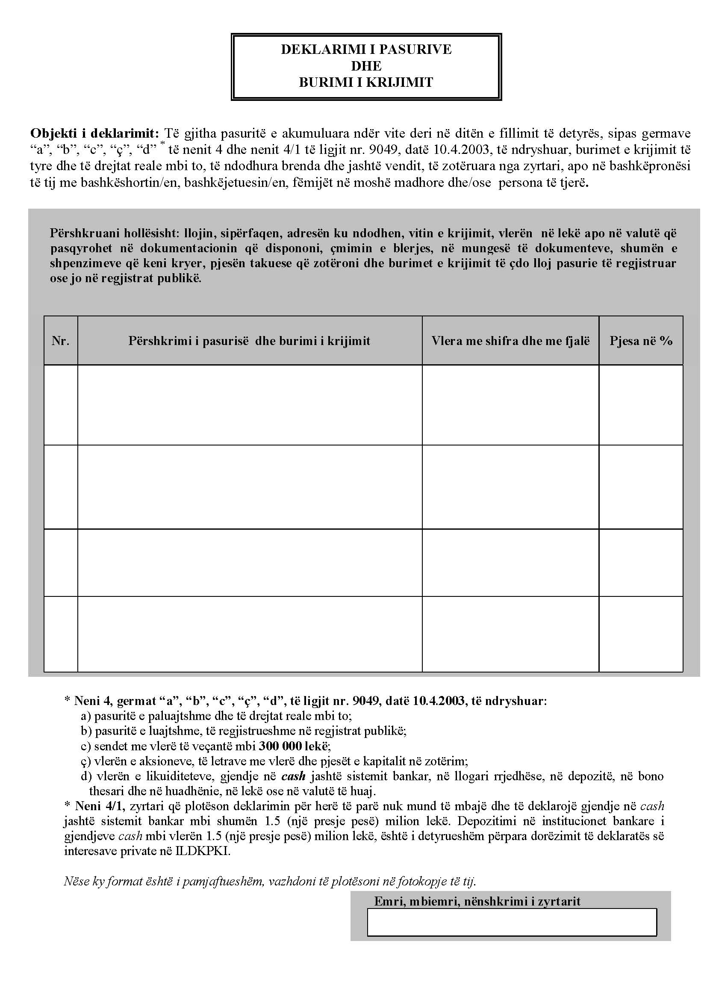 DEKLARIMI I PASURIVE
DHE
BURIMI I KRIJIMIT
Objekti i deklarimit: Të gjitha pasuritë e akumuluara ndër vite deri në ditën e fillimit të detyrës, sipas germave
“a”, “b”, “c”, “ç”, “d” * të nenit 4 dhe nenit 4/1 të ligjit nr. 9049, datë 10.4.2003, të ndryshuar, burimet e krijimit të
tyre dhe të drejtat reale mbi to, të ndodhura brenda dhe jashtë vendit, të zotëruara nga zyrtari, apo në bashkëpronësi
të tij me bashkëshortin/en, bashkëjetuesin/en, fëmijët në moshë madhore dhe/ose persona të tjerë.
Përshkruani hollësisht: llojin, sipërfaqen, adresën ku ndodhen, vitin e krijimit, vlerën në lekë apo në valutë që
pasqyrohet në dokumentacionin që dispononi, çmimin e blerjes, në mungesë të dokumenteve, shumën e
shpenzimeve që keni kryer, pjesën takuese që zotëroni dhe burimet e krijimit të çdo lloj pasurie të regjistruar
ose jo në regjistrat publikë.
Nr. Përshkrimi i pasurisë dhe burimi i krijimit Vlera me shifra dhe me fjalë Pjesa në %
* Neni 4, germat “a”, “b”, “c”, “ç”, “d”, të ligjit nr. 9049, datë 10.4.2003, të ndryshuar:
a) pasuritë e paluajtshme dhe të drejtat reale mbi to;
b) pasuritë e luajtshme, të regjistrueshme në regjistrat publikë;
c) sendet me vlerë të veçantë mbi 300 000 lekë;
ç) vlerën e aksioneve, të letrave me vlerë dhe pjesët e kapitalit në zotërim;
d) vlerën e likuiditeteve, gjendje në cash jashtë sistemit bankar, në llogari rrjedhëse, në depozitë, në bono
thesari dhe në huadhënie, në lekë ose në valutë të huaj.
* Neni 4/1, zyrtari që plotëson deklarimin për herë të parë nuk mund të mbajë dhe të deklarojë gjendje në cash
jashtë sistemit bankar mbi shumën 1.5 (një presje pesë) milion lekë. Depozitimi në institucionet bankare i
gjendjeve cash mbi vlerën 1.5 (një presje pesë) milion lekë, është i detyrueshëm përpara dorëzimit të deklaratës së
interesave private në ILDKPKI.
Nëse ky format është i pamjaftueshëm, vazhdoni të plotësoni në fotokopje të tij.
Emri, mbiemri, nënshkrimi i zyrtarit